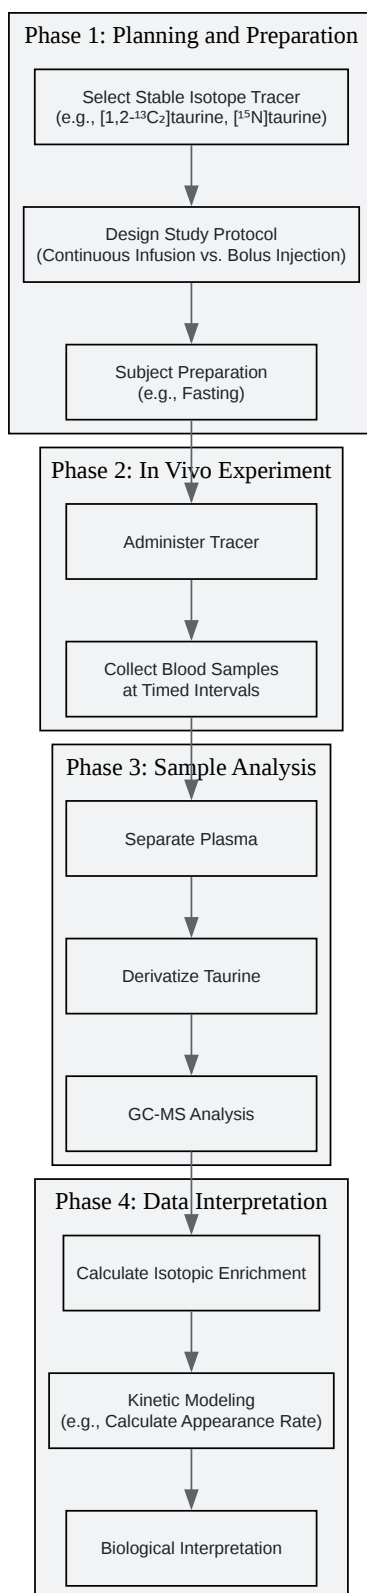 Phase 1: Planning and Preparation
Select Stable Isotope Tracer
(e.g., [1,2-¹³C₂]taurine, [¹⁵N]taurine)
Design Study Protocol
(Continuous Infusion vs. Bolus Injection)
Subject Preparation
(e.g., Fasting)
Phase 2: In Vivo Experiment
Administer Tracer
Collect Blood Samples
at Timed Intervals
Phase 3: Sample Analysis
Separate Plasma
Derivatize Taurine
GC-MS Analysis
Phase 4: Data Interpretation
Calculate Isotopic Enrichment
Kinetic Modeling
(e.g., Calculate Appearance Rate)
Biological Interpretation